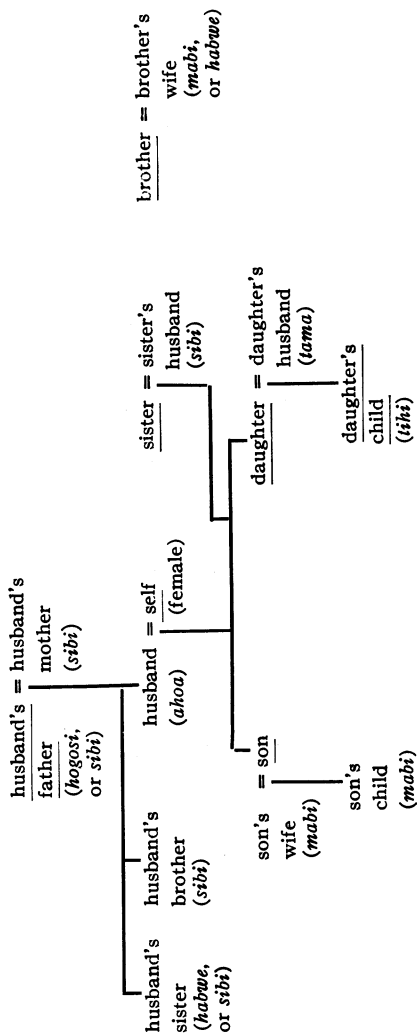 husband's = husband's
father mother
(hogosi, (sibi)
or sibi)
husband's husband's husband = self sister = sister's brother = brother's
sister brother (ahoa) (female) husband wife
(habwe, (sibi) (sibi) (mabi,
or sibi) or habwe)
son's = son daughter = daughter's
wife husband
(mabi) (tama)
son's daughter's
child child
(mabi) (tihi)